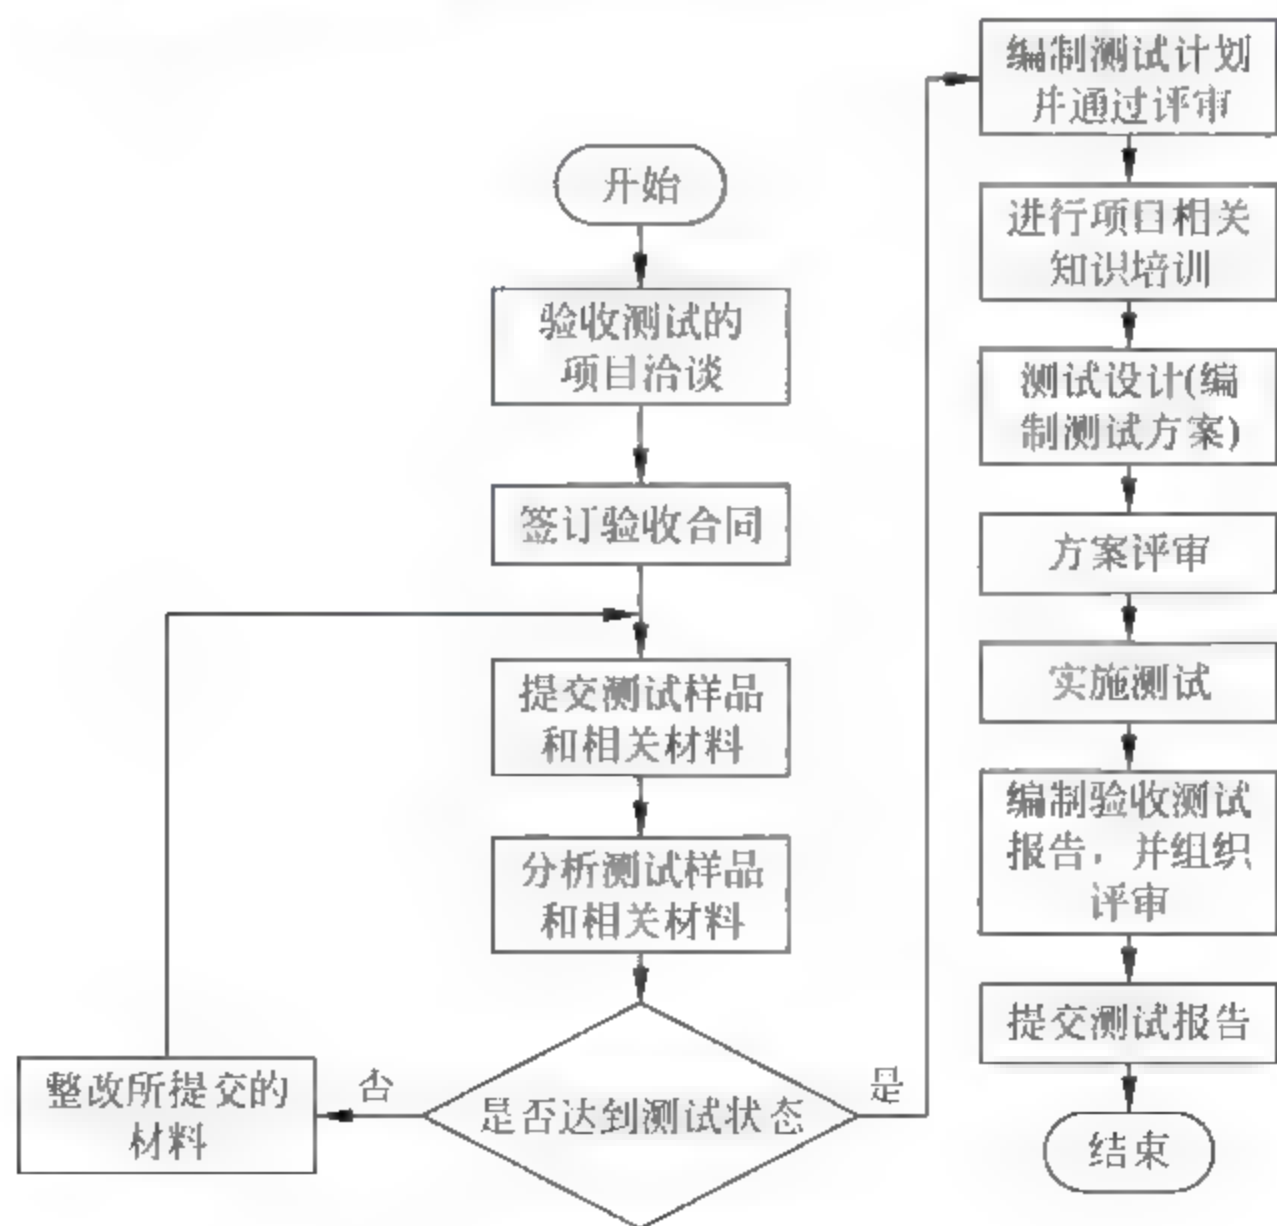 开始
验收测试的
项目洽谈
签订验收合同
提交测试样品
和相关材料
分析测试样品
和相关材料
是否达到测试状态
否
整改所提交的
材料
是
编制测试计划
并通过评审
进行项目相关
知识培训
测试设计(编
制测试方案)
方案评审
实施测试
编制验收测试
报告，并组织
评审
提交测试报告
结束